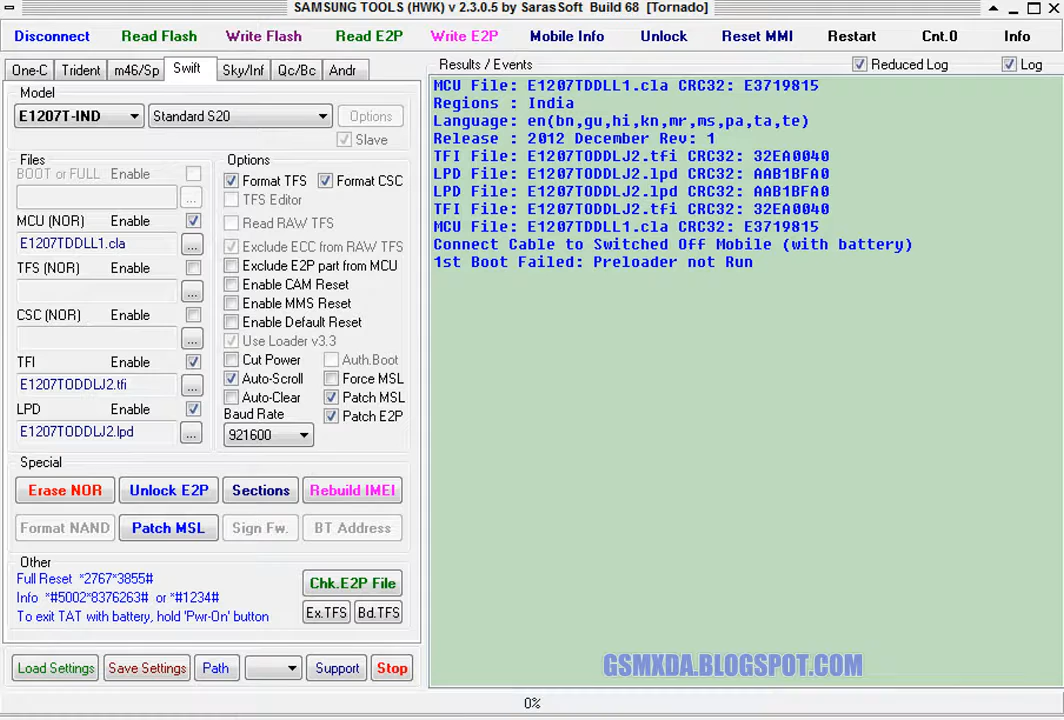 SAMSUNG TOOLS (HWK) v 2.3.0.5 by SarasSoft Build 68 [Tornado]
Disconnect Read Flash Write Flash Read E2P Write E2P Mobile Info Unlock Reset MMI Restart Cnt.0 Info
One-C Trident m46/Sp Swift Sky/Inf Qc/Bc Andr
Results / Events Reduced Log Log
Model
E1207T-IND Standard S20 Options
Slave
Files
BOOT or FULL Enable
...
MCU (NOR) Enable
E1207TDDLL1.cla ...
TFS (NOR) Enable
...
CSC (NOR) Enable
...
TFI Enable
E1207TODDLJ2.tfi ...
LPD Enable
E1207TODDLJ2.lpd ...
Options
Format TFS Format CSC
TFS Editor
Read RAW TFS
Exclude ECC from RAW TFS
Exclude E2P part from MCU
Enable CAM Reset
Enable MMS Reset
Enable Default Reset
Use Loader v3.3
Cut Power Auth.Boot
Auto-Scroll Force MSL
Auto-Clear Patch MSL
Baud Rate Patch E2P
921600
Special
Erase NOR Unlock E2P Sections Rebuild IMEI
Format NAND Patch MSL Sign Fw. BT Address
Other
Full Reset *2767*3855#
Info *#5002*8376263# or *#1234#
To exit TAT with battery, hold 'Pwr-On' button
Chk.E2P File
Ex.TFS Bd.TFS
Load Settings Save Settings Path Support Stop
MCU File: E1207TDDLL1.cla CRC32: E3719815
Regions : India
Language: en(bn,gu,hi,kn,mr,ms,pa,ta,te)
Release : 2012 December Rev: 1
TFI File: E1207TODDLJ2.tfi CRC32: 32EA0040
LPD File: E1207TODDLJ2.lpd CRC32: AAB1BFA0
LPD File: E1207TODDLJ2.lpd CRC32: AAB1BFA0
TFI File: E1207TODDLJ2.tfi CRC32: 32EA0040
MCU File: E1207TDDLL1.cla CRC32: E3719815
Connect Cable to Switched Off Mobile (with battery)
1st Boot Failed: Preloader not Run
GSMXDA.BLOGSPOT.COM
0%